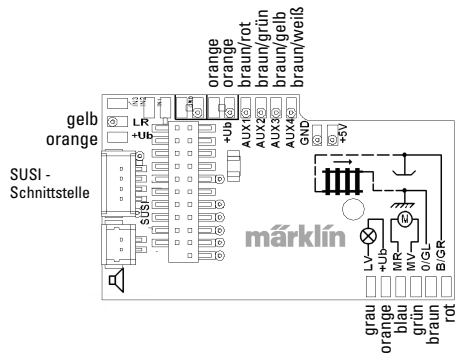 orange
orange
braun/rot
braun/grün
braun/gelb
braun/weiß
IN3
IN2
gelb
LR
orange
+Ub
+Ub
AUX1
AUX2
AUX3
AUX4
GND
+5V
SUSI -
Schnittstelle
SUSI
märklin
M
LV
+Ub
MR
MV
0/GL
B/GR
grau
orange
blau
grün
braun
rot